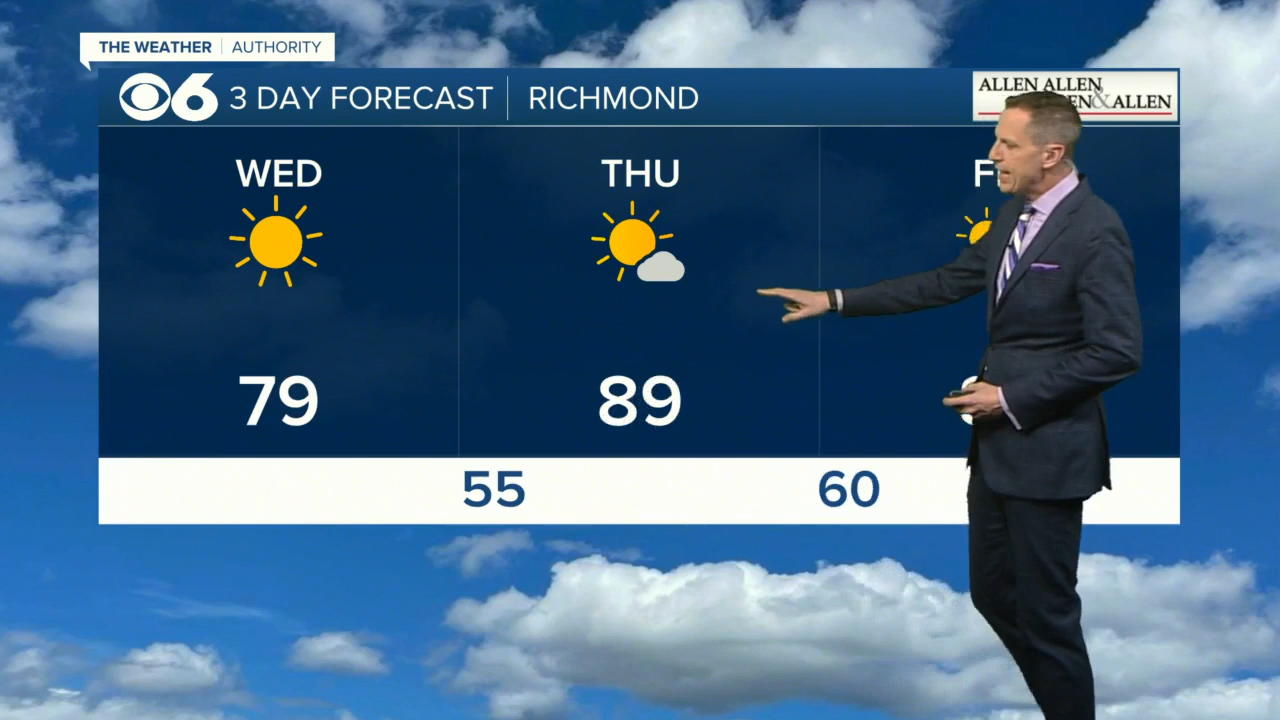 THE WEATHER AUTHORITY
6 3 DAY FORECAST RICHMOND
ALLEN ALLEN
& ALLEN
WED THU
79 89
55 60